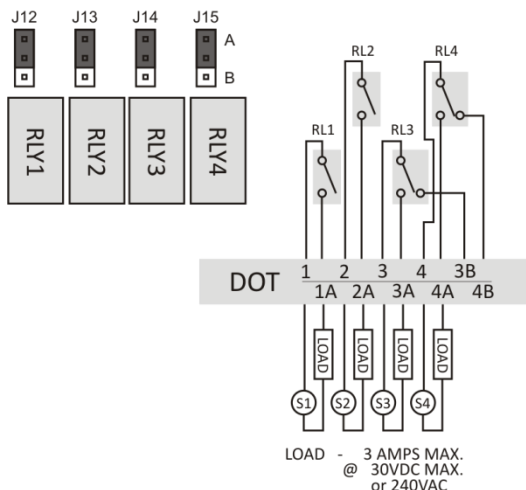 J12 J13 J14 J15
A
B
RLY1 RLY2 RLY3 RLY4
RL2 RL4
RL1 RL3
DOT 1 2 3 4 3B
1A 2A 3A 4A 4B
LOAD LOAD LOAD LOAD
S1 S2 S3 S4
LOAD - 3 AMPS MAX.
@ 30VDC MAX.
or 240VAC